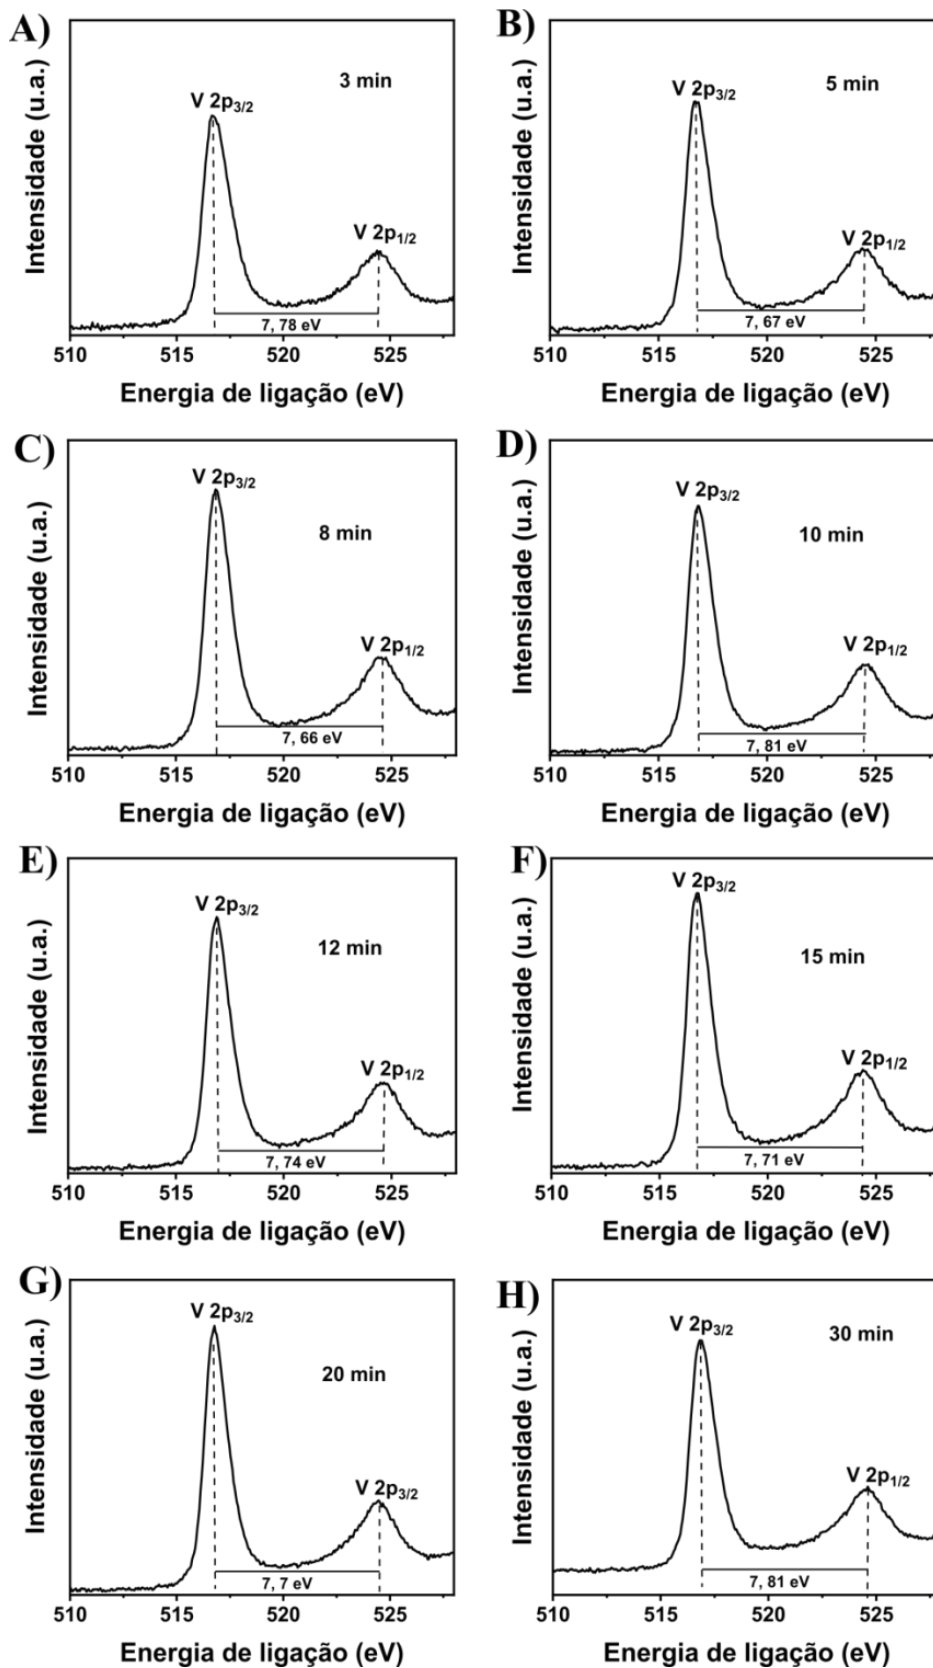 A)
Intensidade (u.a.)
3 min
V 2p3/2
V 2p1/2
7, 78 eV
510 515 520 525
Energia de ligação (eV)
B)
Intensidade (u.a.)
5 min
V 2p3/2
V 2p1/2
7, 67 eV
510 515 520 525
Energia de ligação (eV)
C)
Intensidade (u.a.)
V 2p3/2
8 min
V 2p1/2
7, 66 eV
510 515 520 525
Energia de ligação (eV)
D)
Intensidade (u.a.)
V 2p3/2
10 min
V 2p1/2
7, 81 eV
510 515 520 525
Energia de ligação (eV)
E)
Intensidade (u.a.)
V 2p3/2
12 min
V 2p1/2
7, 74 eV
510 515 520 525
Energia de ligação (eV)
F)
Intensidade (u.a.)
V 2p3/2
15 min
V 2p1/2
7, 71 eV
510 515 520 525
Energia de ligação (eV)
G)
Intensidade (u.a.)
V 2p3/2
20 min
V 2p3/2
7, 7 eV
510 515 520 525
Energia de ligação (eV)
H)
Intensidade (u.a.)
V 2p3/2
30 min
V 2p1/2
7, 81 eV
510 515 520 525
Energia de ligação (eV)